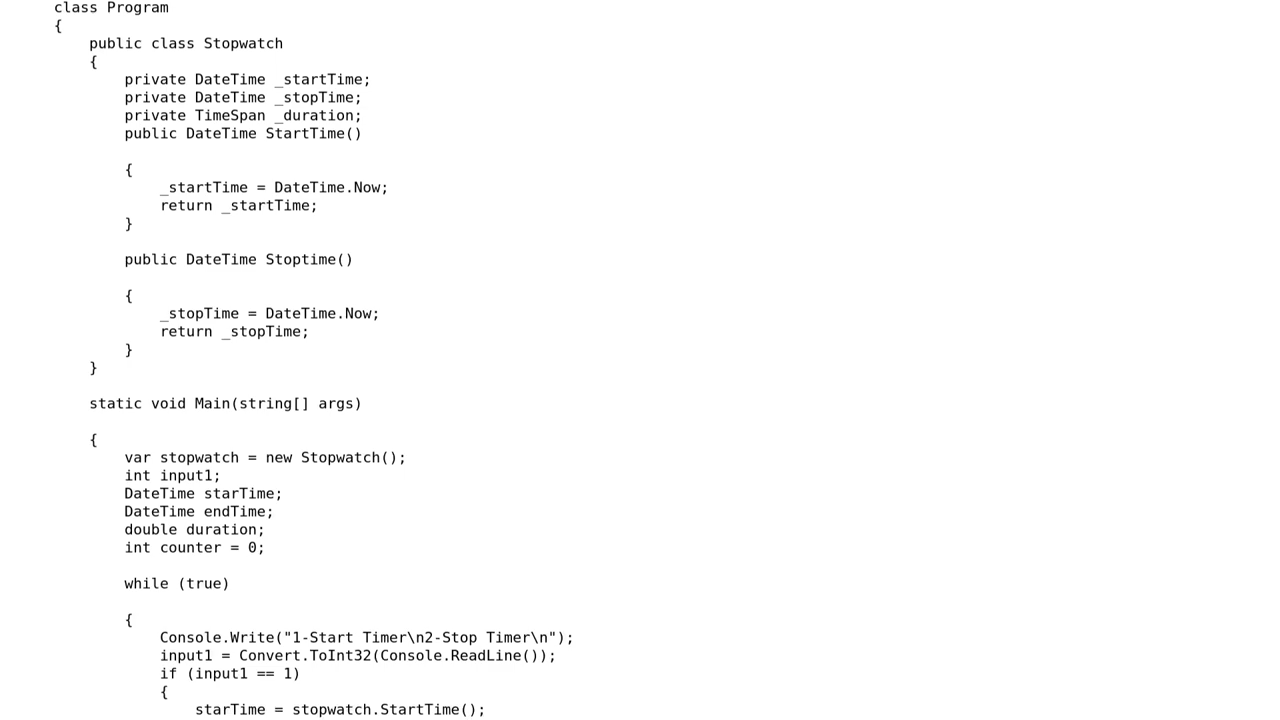 class Program
{
public class Stopwatch
{
private DateTime _startTime;
private DateTime _stopTime;
private TimeSpan _duration;
public DateTime StartTime()
{
_startTime = DateTime.Now;
return _startTime;
}
public DateTime Stoptime()
{
_stopTime = DateTime.Now;
return _stopTime;
}
}
static void Main(string[] args)
{
var stopwatch = new Stopwatch();
int input1;
DateTime starTime;
DateTime endTime;
double duration;
int counter = 0;
while (true)
{
Console.Write("1-Start Timer\n2-Stop Timer\n");
input1 = Convert.ToInt32(Console.ReadLine());
if (input1 == 1)
{
starTime = stopwatch.StartTime();